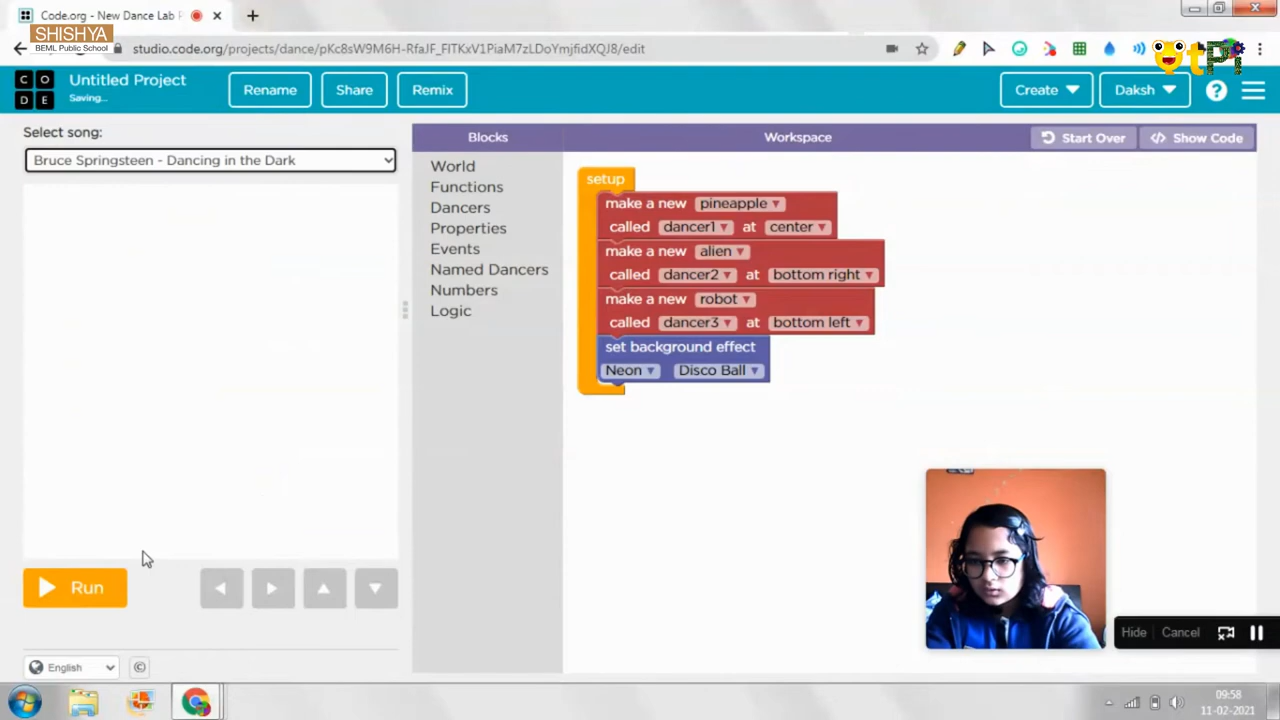 Code.org - New Dance Lab P
SHISHYA
BEML Public School
studio.code.org/projects/dance/pKc8sW9M6H-RfaJF_FlTKxV1PiaM7zLDoYmjfidXQJ8/edit
tPi
CODE
Untitled Project
Saving...
Rename
Share
Remix
Create
Daksh
?
Select song:
Bruce Springsteen - Dancing in the Dark
Blocks
Workspace
Start Over
</> Show Code
World
Functions
Dancers
Properties
Events
Named Dancers
Numbers
Logic
setup
make a new pineapple
called dancer1 at center
make a new alien
called dancer2 at bottom right
make a new robot
called dancer3 at bottom left
set background effect
Neon Disco Ball
Run
Hide Cancel
English
©
09:58
11-02-2021